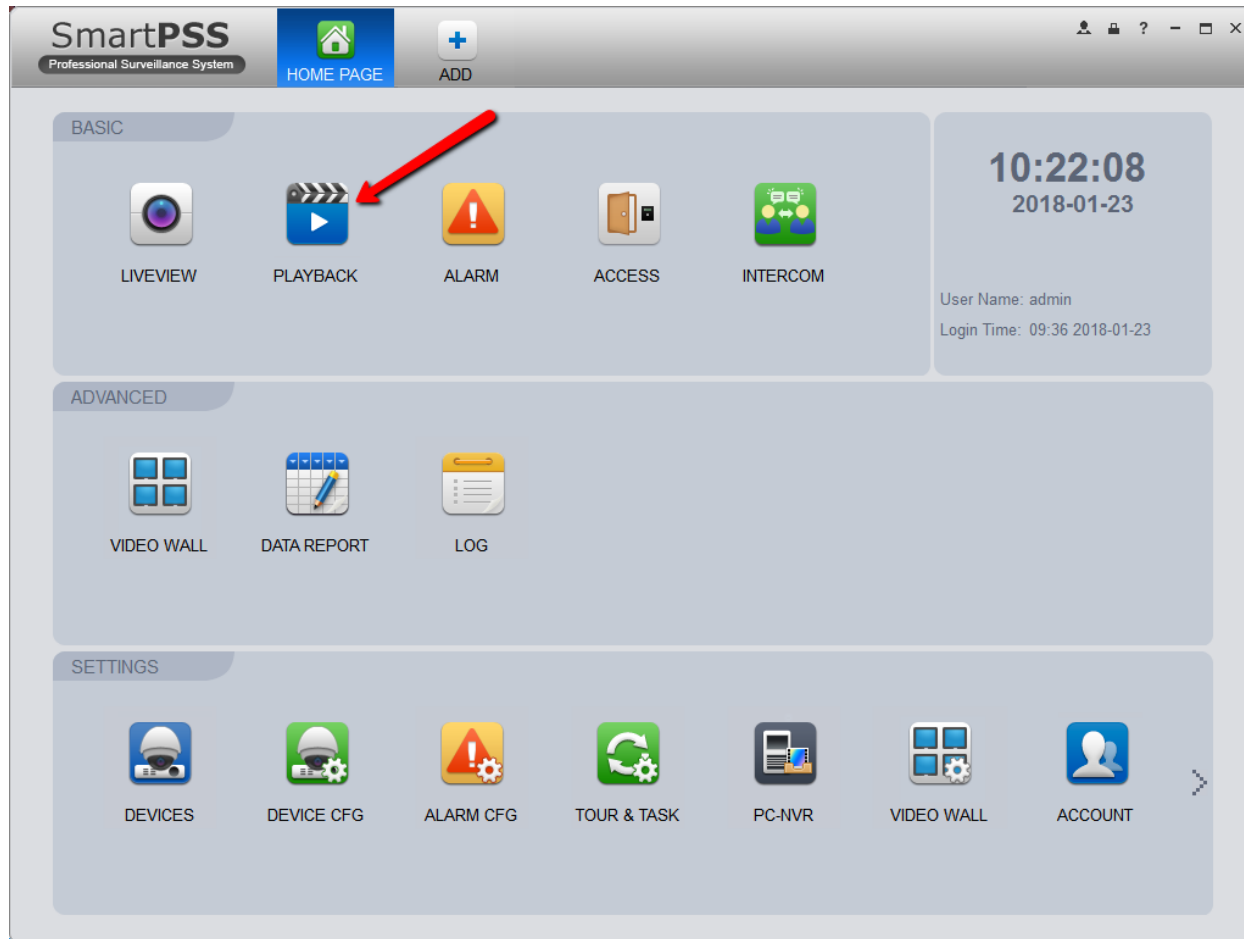 SmartPSS
Professional Surveillance System
HOME PAGE
ADD
?
BASIC
LIVEVIEW
PLAYBACK
ALARM
ACCESS
INTERCOM
10:22:08
2018-01-23
User Name: admin
Login Time: 09:36 2018-01-23
ADVANCED
VIDEO WALL
DATA REPORT
LOG
SETTINGS
DEVICES
DEVICE CFG
ALARM CFG
TOUR & TASK
PC-NVR
VIDEO WALL
ACCOUNT